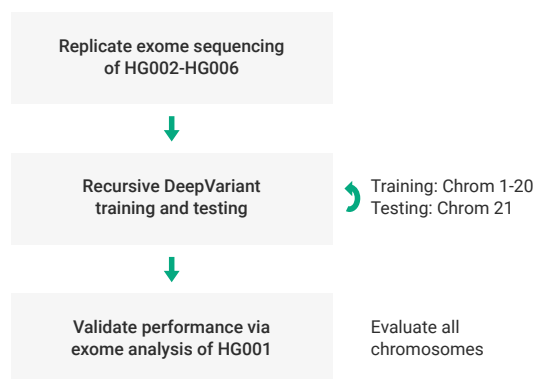 Replicate exome sequencing
of HG002-HG006
Recursive DeepVariant
training and testing
Training: Chrom 1-20
Testing: Chrom 21
Validate performance via
exome analysis of HG001
Evaluate all
chromosomes